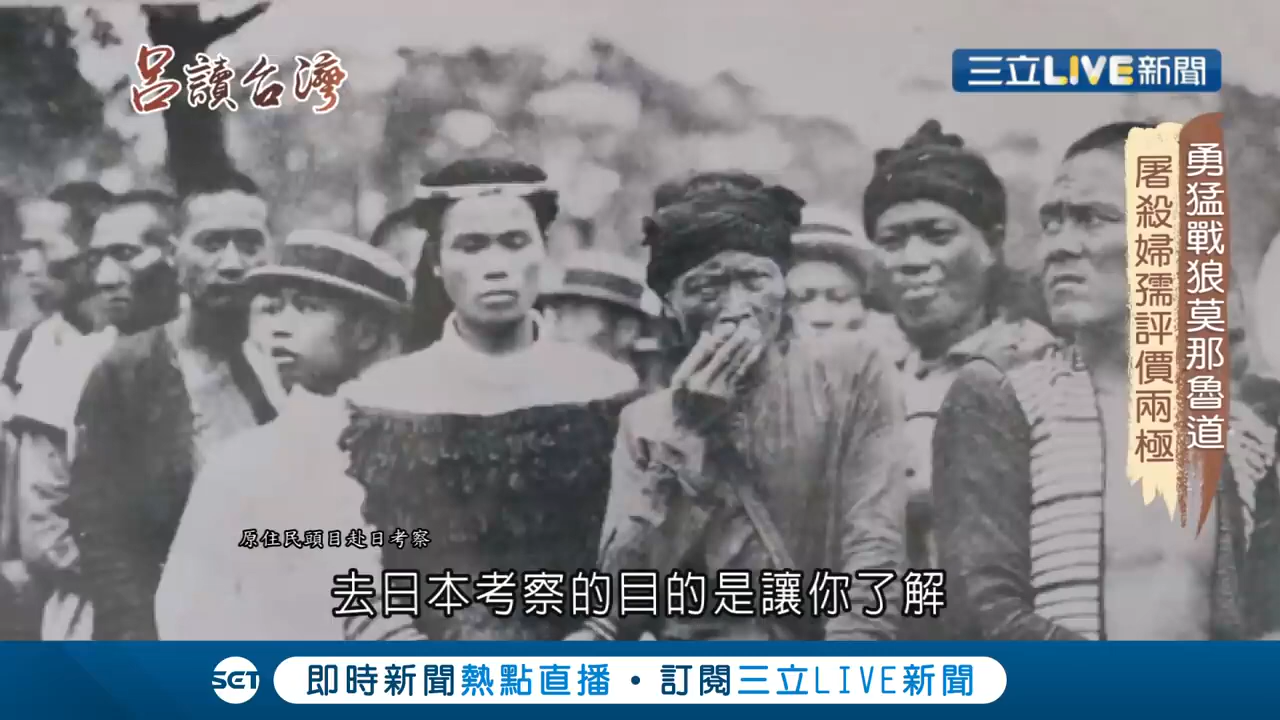 呂讀台灣
三立LIVE新聞
勇猛戰狼莫那魯道
屠殺婦孺評價兩極
原住民頭目赴日考察
去日本考察的目的是讓你了解
SET 即時新聞熱點直播・訂閱三立LIVE新聞